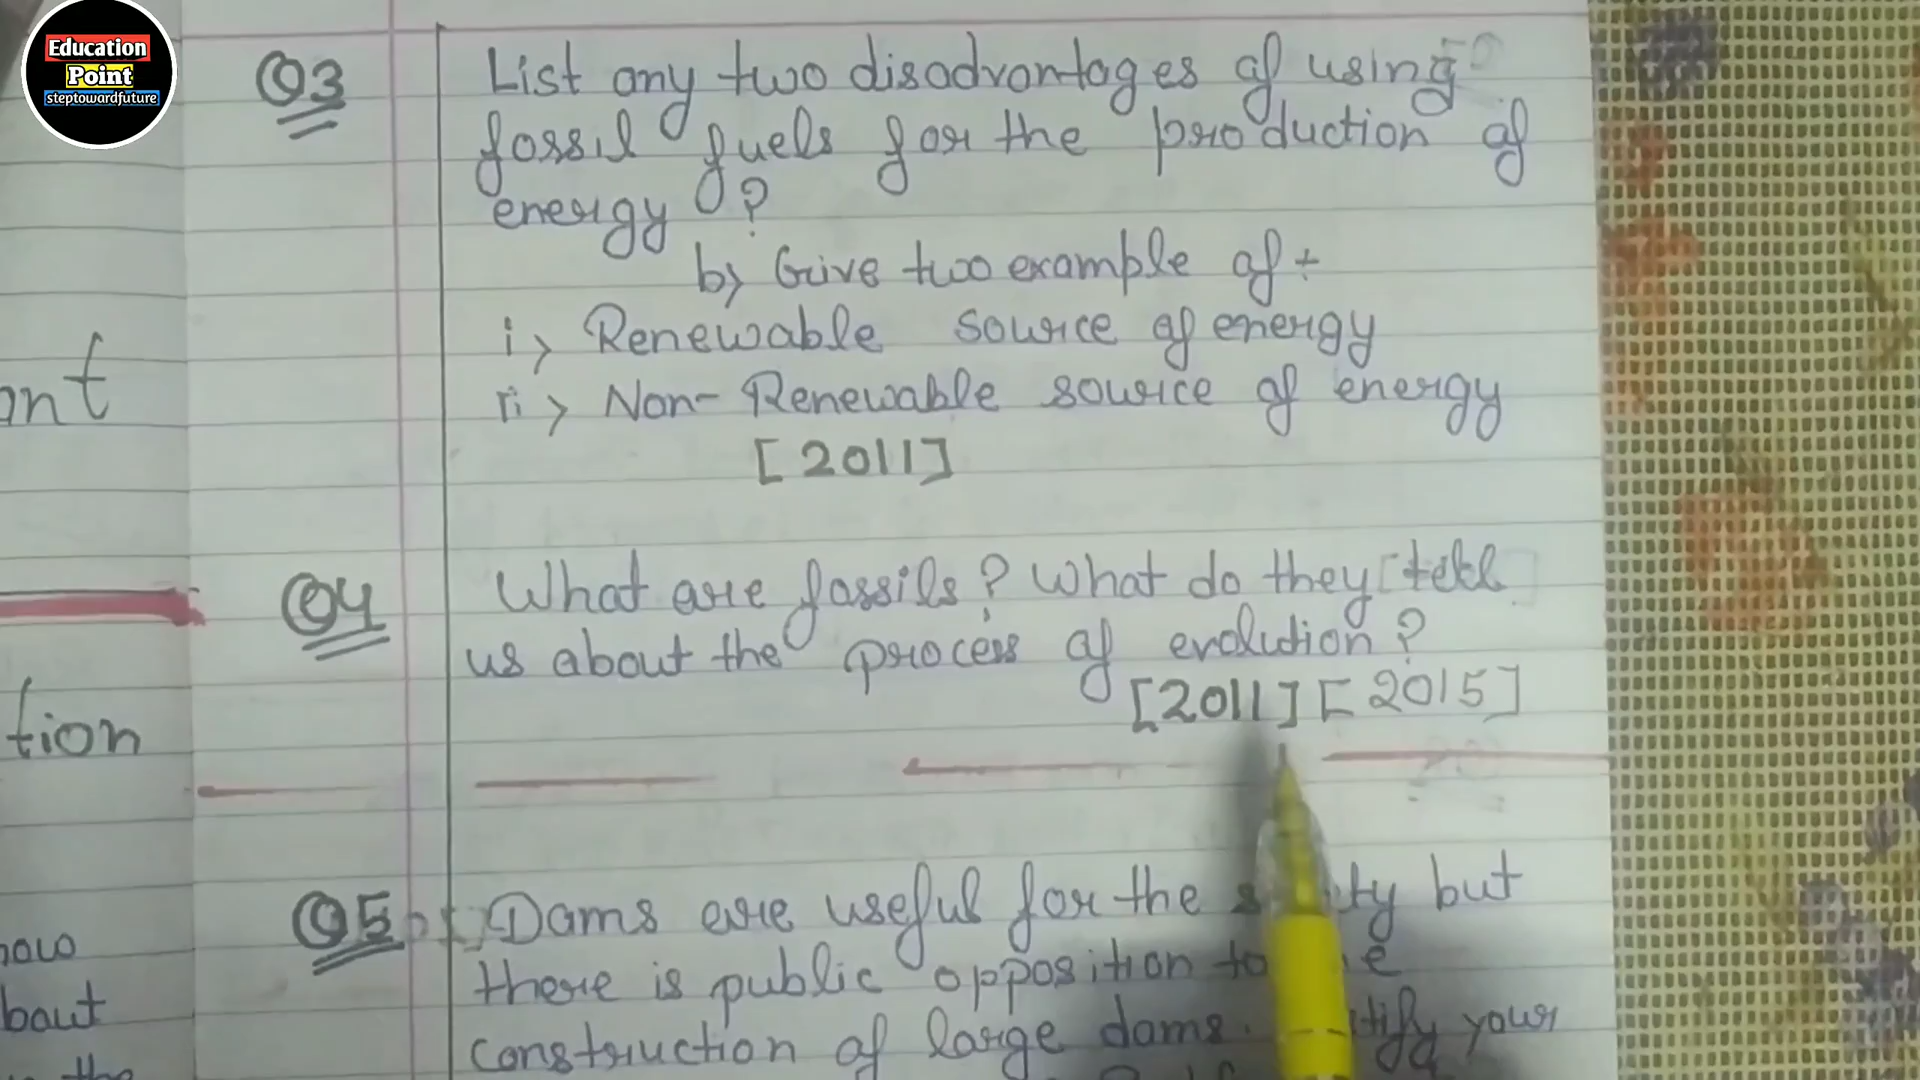 Education
Point
steptowardfuture
Q3 List any two disadvantages of using
fossil fuels for the production of
energy ?
b) Give two example of :-
i) Renewable source of energy
ii) Non-Renewable source of energy
[2011]
ant
Q4 What are fossils? What do they tell
us about the process of evolution?
[2011] [2015]
tion
Q5 Dams are useful for the but
there is public opposition to
construction of large dams. your
now
bout
the